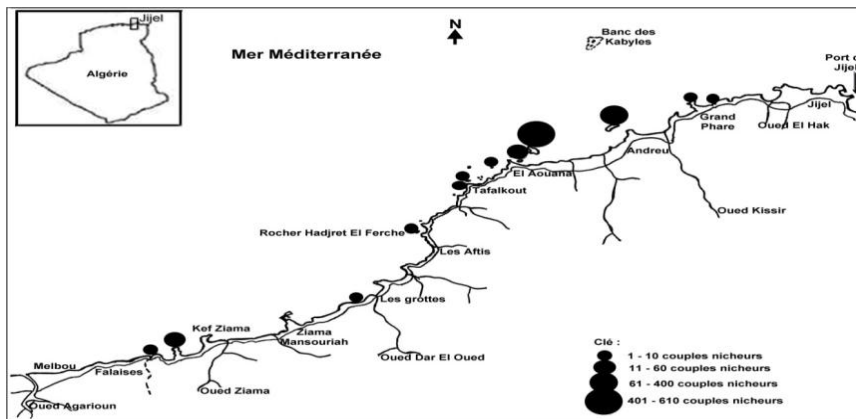 Jijel
Algérie
Mer Méditerranée
N
Banc des
Kabyles
Port d
Jijel
Jijel
Grand
Phare
Oued El Hak
Andreu
El Aouana
Tafalkout
Oued Kissir
Rocher Hadjret El Ferche
Les Aftis
Les grottes
Kef Ziama
Ziama
Mansouriah
Oued Dar El Oued
Melbou
Falaises
Oued Ziama
Oued Agarioun
Clé :
1 - 10 couples nicheurs
11 - 60 couples nicheurs
61 - 400 couples nicheurs
401 - 610 couples nicheurs